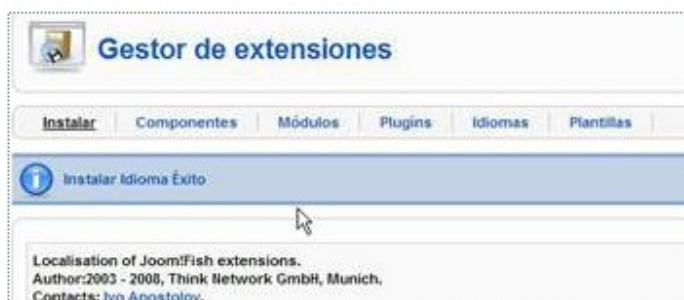 Gestor de extensiones
Instalar Componentes Módulos Plugins Idiomas Plantillas
Instalar Idioma Éxito
Localisation of Joom!Fish extensions.
Author:2003 - 2008, Think Network GmbH, Munich.
Contacts: Ivo Apostolov.